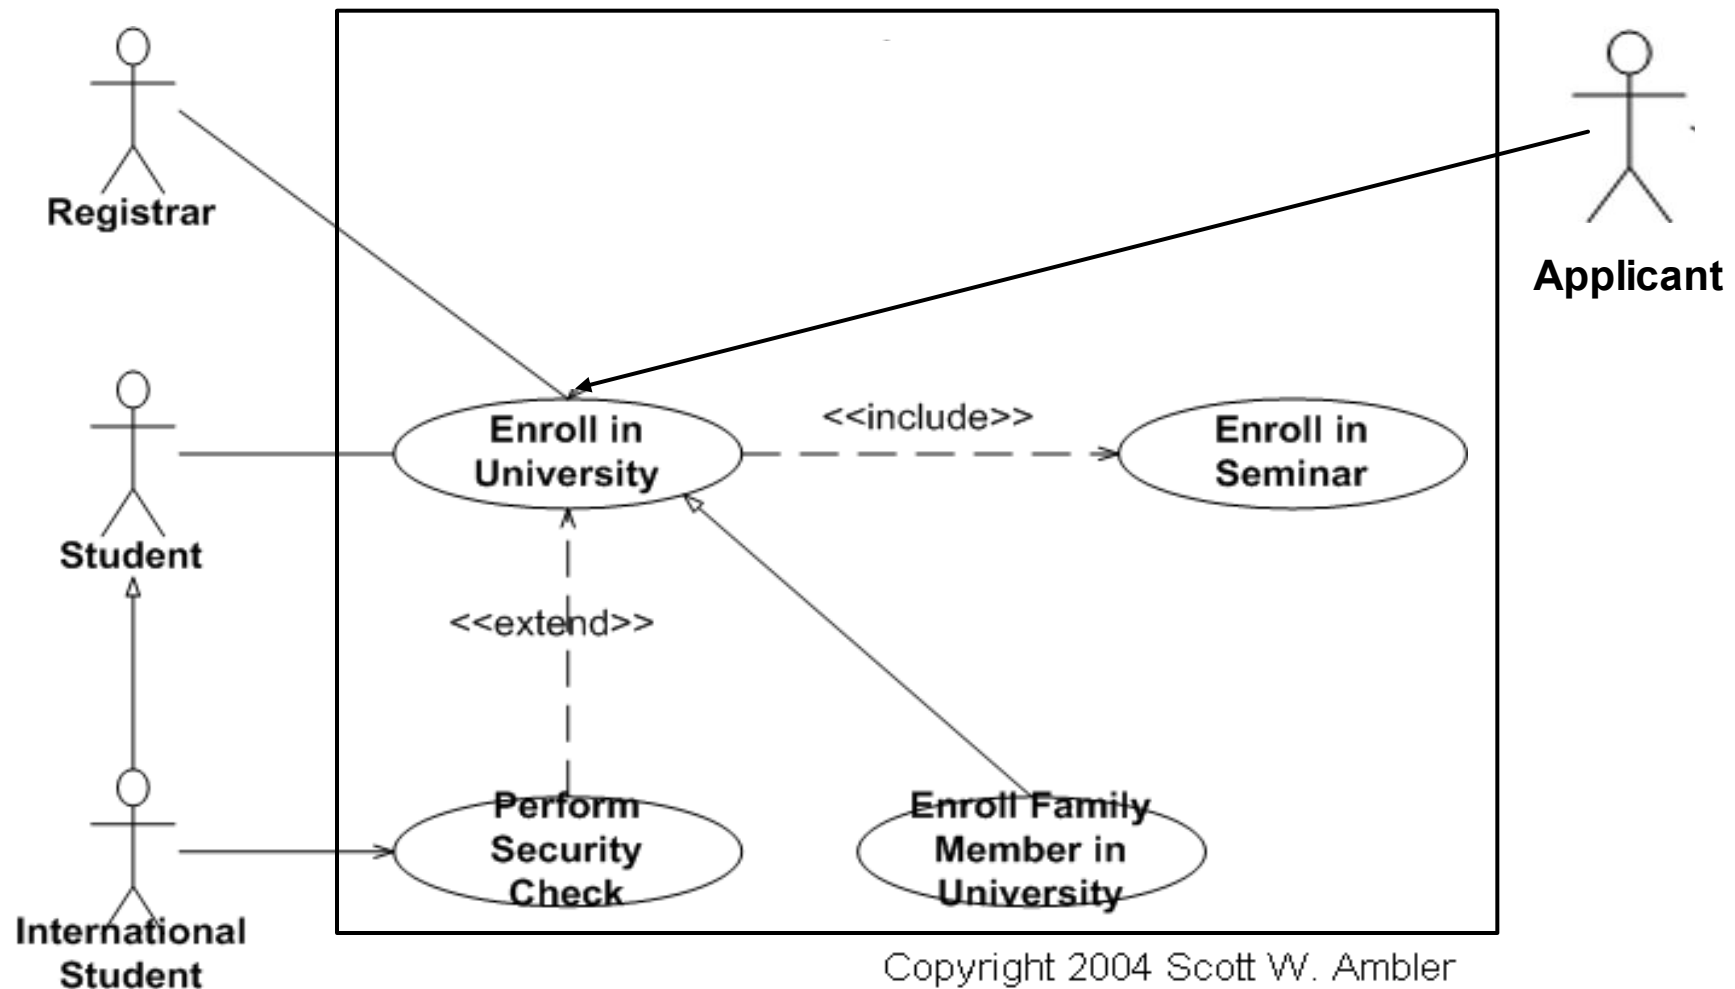 Registrar
Applicant
Enroll in
University
<<include>>
Enroll in
Seminar
Student
<<extend>>
Perform
Security
Check
Enroll Family
Member in
University
International
Student
Copyright 2004 Scott W. Ambler